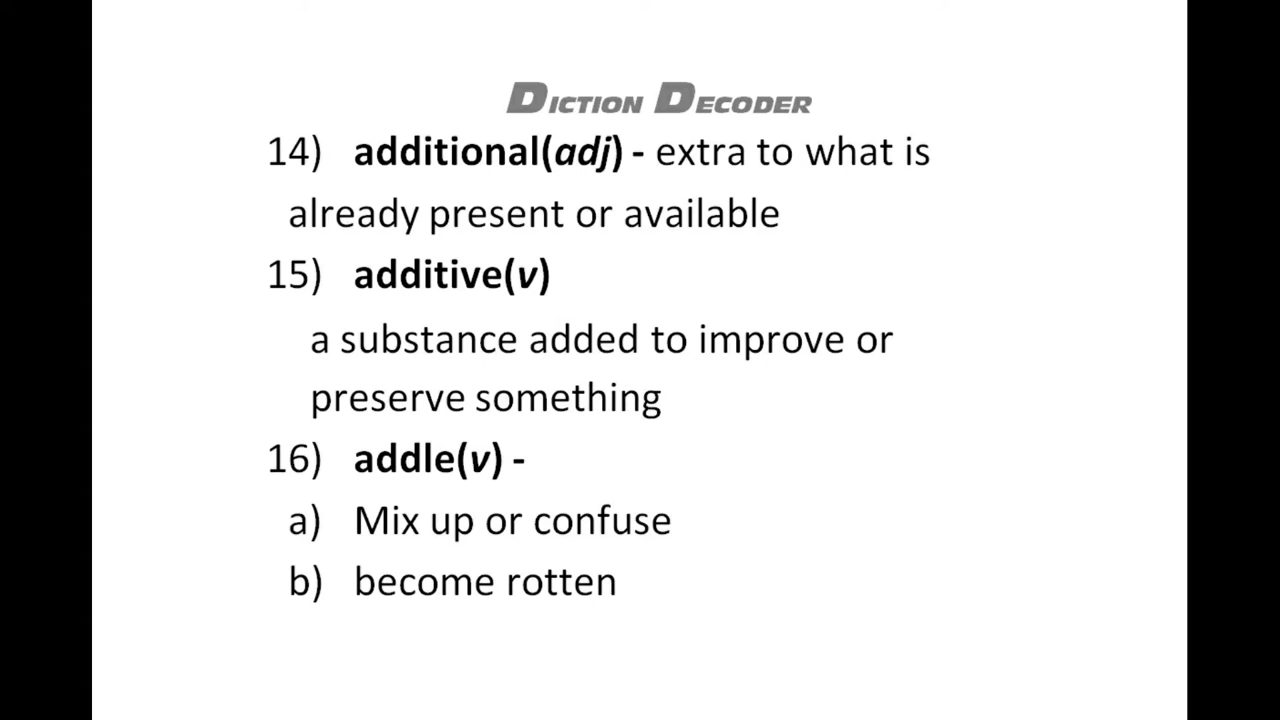 DICTION DECODER
14) additional(adj) - extra to what is
already present or available
15) additive(v)
a substance added to improve or
preserve something
16) addle(v) -
a) Mix up or confuse
b) become rotten